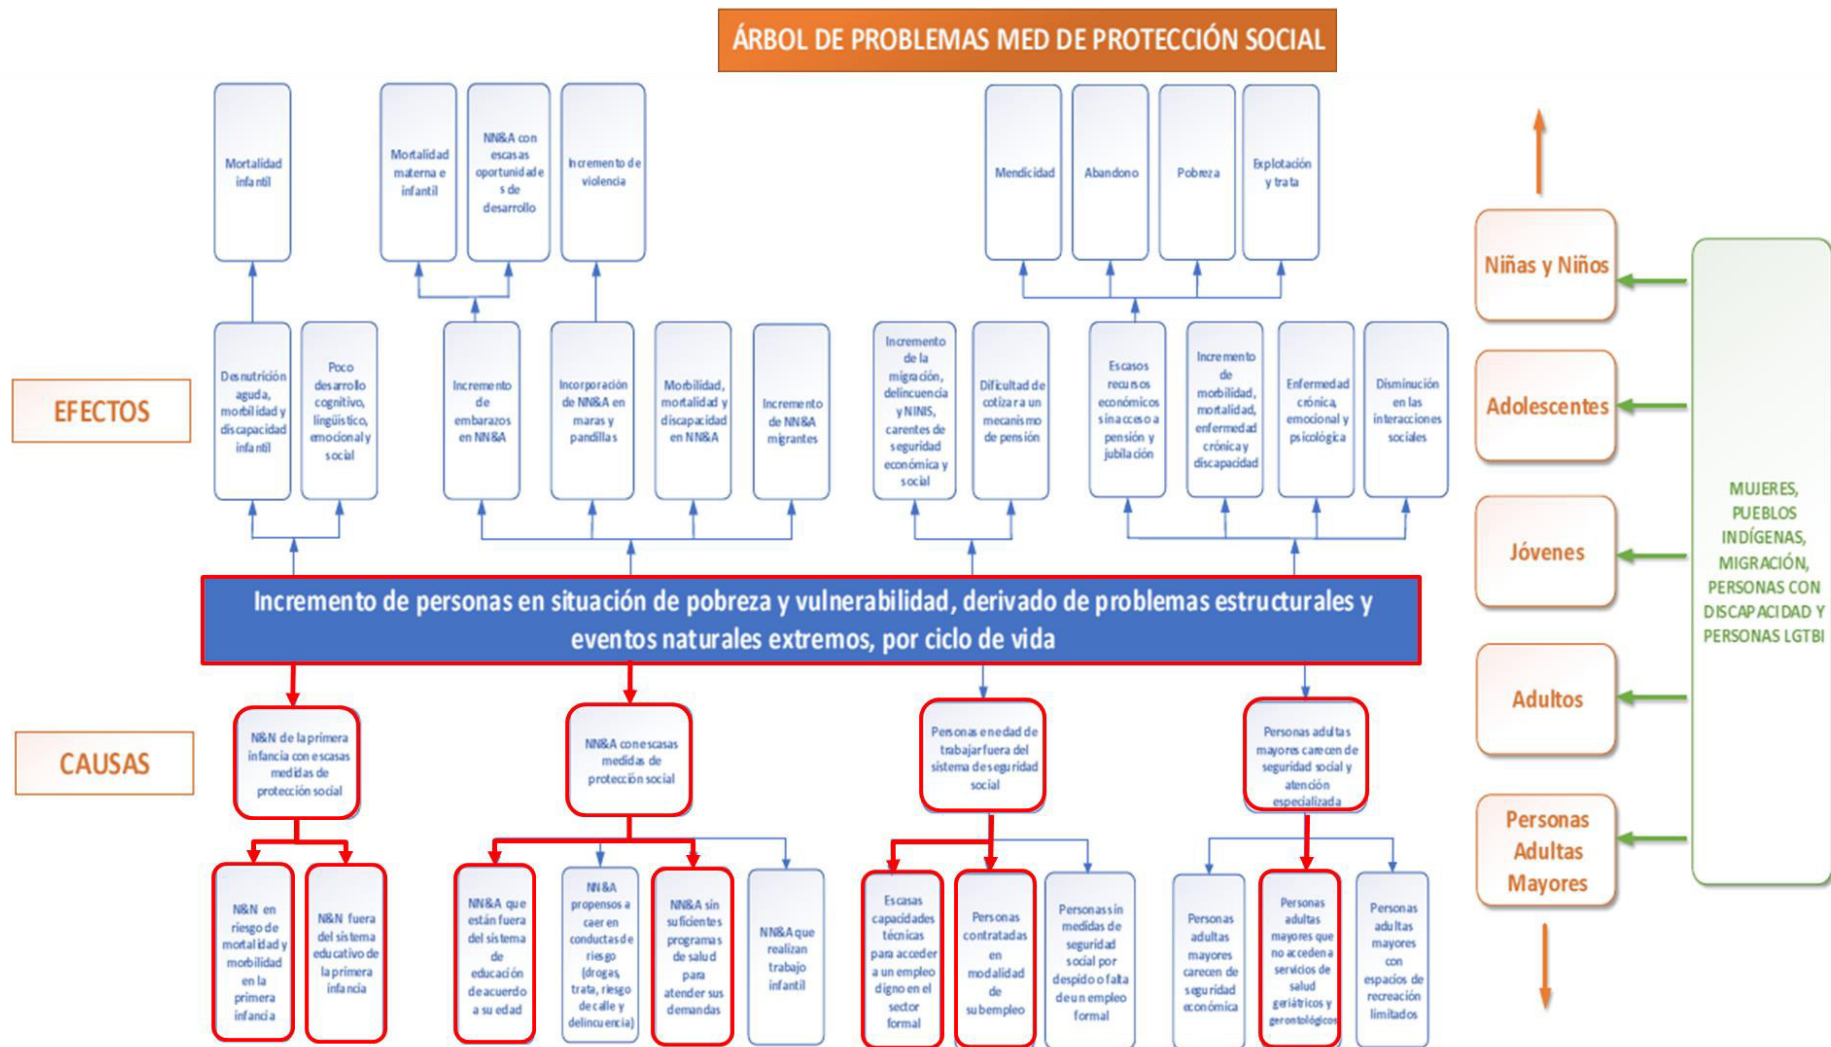 ÁRBOL DE PROBLEMAS MED DE PROTECCIÓN SOCIAL
Mortalidad
infantil
Mortalidad
materna e
infantil
NN&A con
escasas
oportunidade
s de
desarrollo
Incremento de
violencia
Mendicidad
Abandono
Pobreza
Explotación
y trata
EFECTOS
Desnutrición
aguda,
morbilidad y
discapacidad
infantil
Poco
desarrollo
cognitivo,
lingüístico,
emocional y
social
Incremento
de
embarazos
en NN&A
Incorporación
de NN&A en
maras y
pandillas
Morbilidad,
mortalidad y
discapacidad
en NN&A
Incremento
de NN&A
migrantes
Incremento
de la
migración,
delincuencia
y NINIS,
carentes de
seguridad
económica y
social
Dificultad de
cotizar a un
mecanismo
de pensión
Escasos
recursos
económicos
sin acceso a
pensión y
jubilación
Incremento
de
morbilidad,
mortalidad,
enfermedad
crónica y
discapacidad
Enfermedad
crónica,
emocional y
psicológica
Disminución
en las
interacciones
sociales
Incremento de personas en situación de pobreza y vulnerabilidad, derivado de problemas estructurales y
eventos naturales extremos, por ciclo de vida
CAUSAS
N&N de la primera
infancia con escasas
medidas de
protección social
NN&A con escasas
medidas de
protección social
Personas en edad de
trabajar fuera del
sistema de seguridad
social
Personas adultas
mayores carecen de
seguridad social y
atención
especializada
N&N en
riesgo de
mortalidad y
morbilidad
en la
primera
infancia
N&N fuera
del sistema
educativo de
la primera
infancia
NN&A que
están fuera
del sistema
de
educación
de acuerdo
a su edad
NN&A
propensos a
caer en
conductas de
riesgo
(drogas,
trata, riesgo
de calle y
delincuencia)
NN&A sin
suficientes
programas
de salud
para
atender sus
demandas
NN&A que
realizan
trabajo
infantil
Escasas
capacidades
técnicas
para acceder
a un empleo
digno en el
sector
formal
Personas
contratadas
en
modalidad
de
subempleo
Personas sin
medidas de
seguridad
social por
despido o falta
de un empleo
formal
Personas
adultas
mayores
carecen de
seguridad
económica
Personas
adultas
mayores que
no acceden a
servicios de
salud
geriátricos y
gerontológicos
Personas
adultas
mayores
con
espacios de
recreación
limitados
Niñas y Niños
Adolescentes
Jóvenes
Adultos
Personas
Adultas
Mayores
MUJERES,
PUEBLOS
INDÍGENAS,
MIGRACIÓN,
PERSONAS CON
DISCAPACIDAD Y
PERSONAS LGTBI